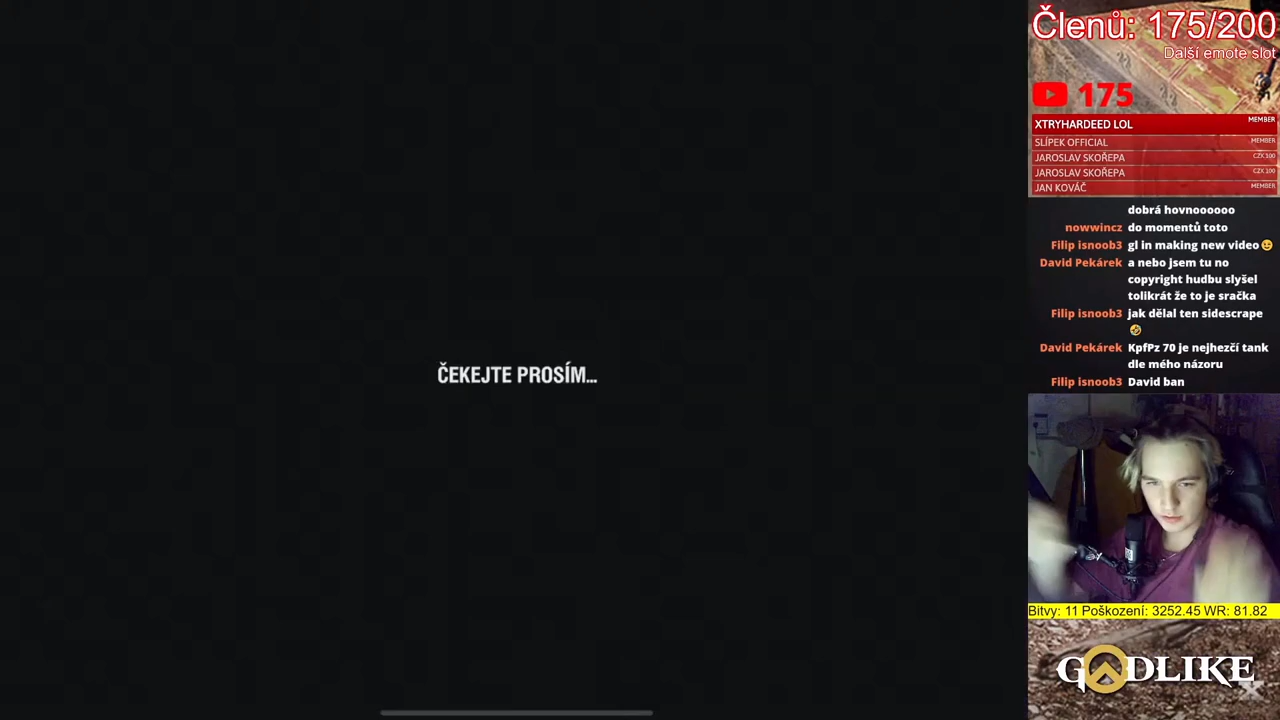 ČEKEJTE PROSÍM...
Členů: 175/200
Další emote slot
175
XTRYHARDEED LOL MEMBER
SLÍPEK OFFICIAL MEMBER
JAROSLAV SKOŘEPA CZK 100
JAROSLAV SKOŘEPA CZK 100
JAN KOVÁČ MEMBER
dobrá hovnoooooo
nowwincz do momentů toto
Filip isnoob3 gl in making new video😉
David Pekárek a nebo jsem tu no
copyright hudbu slyšel
tolikrát že to je sračka
Filip isnoob3 jak dělal ten sidescrape
🤣
David Pekárek KpfPz 70 je nejhezčí tank
dle mého názoru
Filip isnoob3 David ban
Bitvy: 11 Poškození: 3252.45 WR: 81.82
GODLIKE